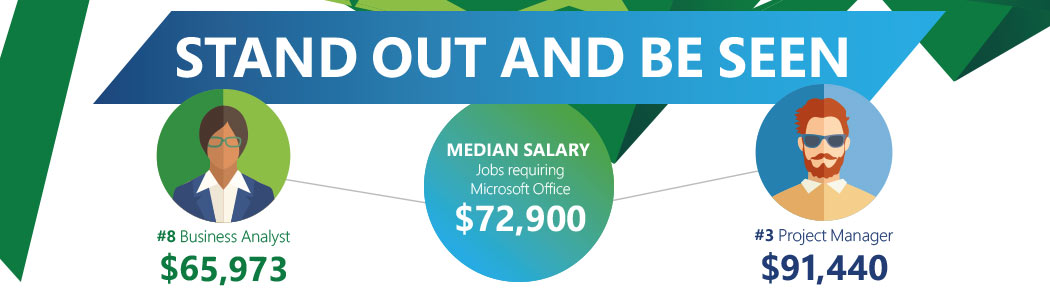 STAND OUT AND BE SEEN
MEDIAN SALARY
Jobs requiring
Microsoft Office
$72,900
#8 Business Analyst
$65,973
#3 Project Manager
$91,440